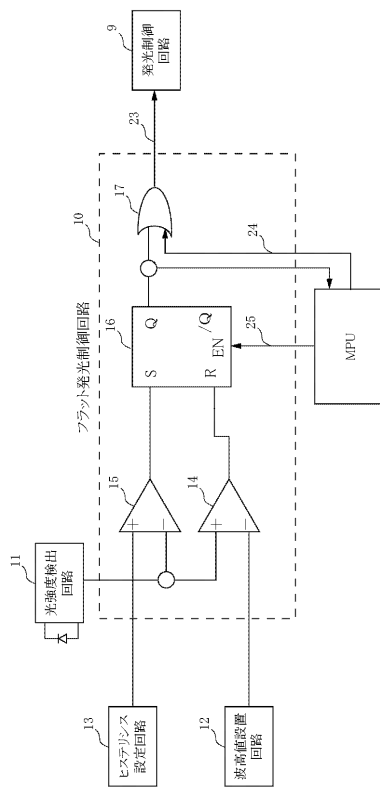 フラット発光制御回路
10
11
光強度検出
回路
13
ヒステリシス
設定回路
12
波高値設置
回路
15
+
−
14
+
−
16
S
Q
R
EN
/Q
17
23
9
発光制御
回路
24
25
MPU